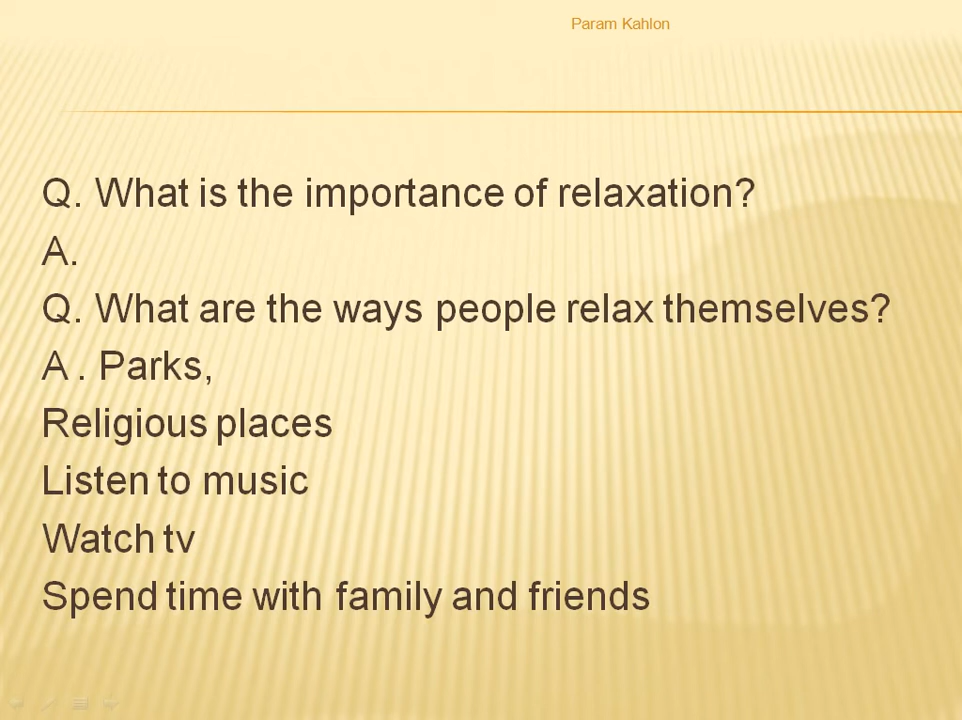 Param Kahlon
Q. What is the importance of relaxation?
A.
Q. What are the ways people relax themselves?
A . Parks,
Religious places
Listen to music
Watch tv
Spend time with family and friends